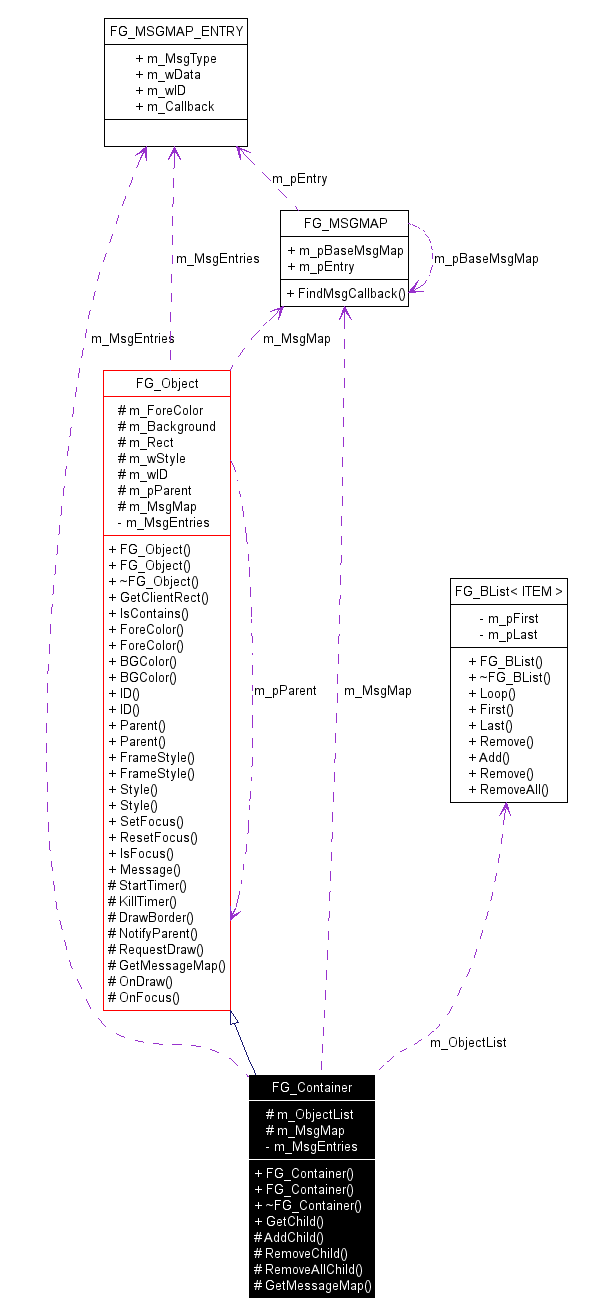 FG_MSGMAP_ENTRY
+ m_MsgType
+ m_wData
+ m_wID
+ m_Callback
m_pEntry
FG_MSGMAP
+ m_pBaseMsgMap
+ m_pEntry
+ FindMsgCallback()
m_pBaseMsgMap
m_MsgEntries
m_MsgEntries
m_MsgMap
FG_Object
# m_ForeColor
# m_Background
# m_Rect
# m_wStyle
# m_wID
# m_pParent
# m_MsgMap
- m_MsgEntries
+ FG_Object()
+ FG_Object()
+ ~FG_Object()
+ GetClientRect()
+ IsContains()
+ ForeColor()
+ ForeColor()
+ BGColor()
+ BGColor()
+ ID()
+ ID()
+ Parent()
+ Parent()
+ FrameStyle()
+ FrameStyle()
+ Style()
+ Style()
+ SetFocus()
+ ResetFocus()
+ IsFocus()
+ Message()
# StartTimer()
# KillTimer()
# DrawBorder()
# NotifyParent()
# RequestDraw()
# GetMessageMap()
# OnDraw()
# OnFocus()
m_pParent
m_MsgMap
FG_BList< ITEM >
- m_pFirst
- m_pLast
+ FG_BList()
+ ~FG_BList()
+ Loop()
+ First()
+ Last()
+ Remove()
+ Add()
+ Remove()
+ RemoveAll()
m_ObjectList
FG_Container
# m_ObjectList
# m_MsgMap
- m_MsgEntries
+ FG_Container()
+ FG_Container()
+ ~FG_Container()
+ GetChild()
# AddChild()
# RemoveChild()
# RemoveAllChild()
# GetMessageMap()